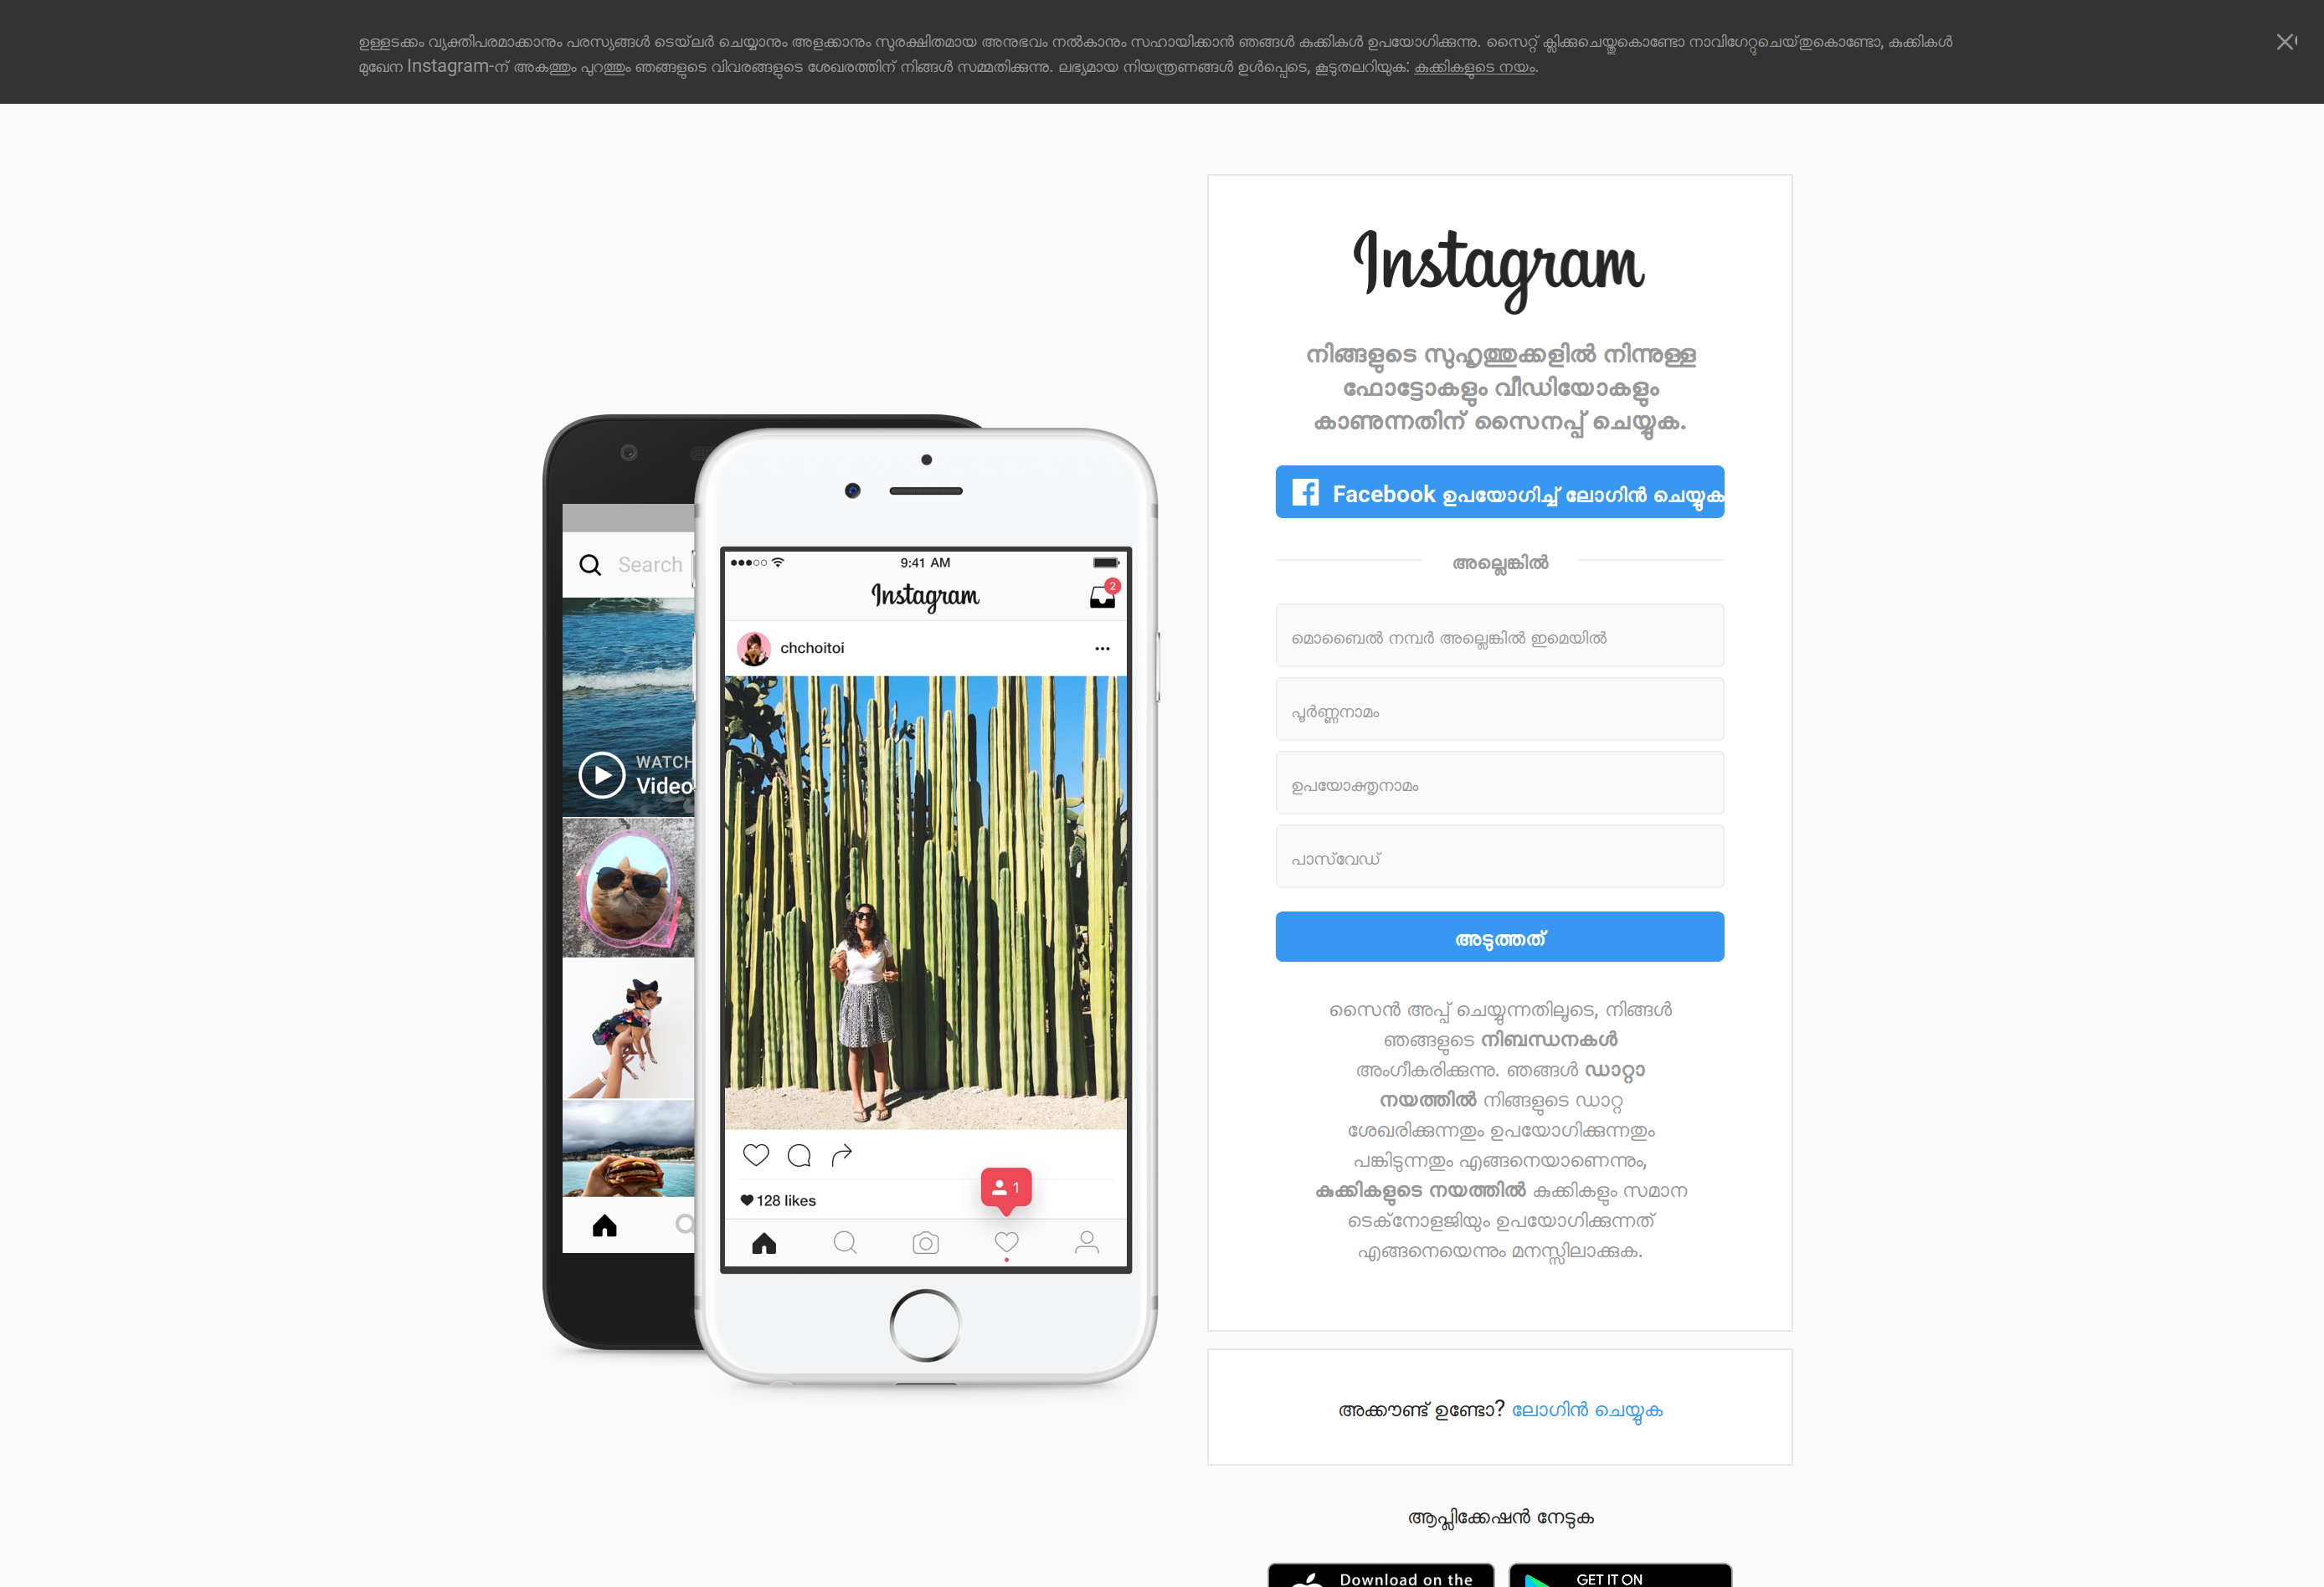 ഉള്ളടക്കം വ്യക്തിപരമാക്കാനും പരസ്യങ്ങൾ ടെയ്‌ലർ ചെയ്യാനും അളക്കാനും സുരക്ഷിതമായ അനുഭവം നൽകാനും സഹായിക്കാൻ ഞങ്ങൾ കുക്കികൾ ഉപയോഗിക്കുന്നു. സൈറ്റ് ക്ലിക്കുചെയ്തുകൊണ്ടോ നാവിഗേറ്റുചെയ്‌തുകൊണ്ടോ, കുക്കികൾ
മുഖേന Instagram-ന് അകത്തും പുറത്തും ഞങ്ങളുടെ വിവരങ്ങളുടെ ശേഖരത്തിന് നിങ്ങൾ സമ്മതിക്കുന്നു. ലഭ്യമായ നിയന്ത്രണങ്ങൾ ഉൾപ്പെടെ, കൂടുതലറിയുക: കുക്കികളുടെ നയം.
Search
WATCH
Video
9:41 AM
Instagram
2
chchoitoi
128 likes
1
Instagram
നിങ്ങളുടെ സുഹൃത്തുക്കളിൽ നിന്നുള്ള
ഫോട്ടോകളും വീഡിയോകളും
കാണുന്നതിന് സൈനപ്പ് ചെയ്യുക.
Facebook ഉപയോഗിച്ച് ലോഗിൻ ചെയ്യുക
അല്ലെങ്കിൽ
മൊബൈൽ നമ്പർ അല്ലെങ്കിൽ ഇമെയിൽ
പൂർണ്ണനാമം
ഉപയോക്തൃനാമം
പാസ്‌വേഡ്
അടുത്തത്
സൈൻ അപ്പ് ചെയ്യുന്നതിലൂടെ, നിങ്ങൾ
ഞങ്ങളുടെ നിബന്ധനകൾ
അംഗീകരിക്കുന്നു. ഞങ്ങൾ ഡാറ്റാ
നയത്തിൽ നിങ്ങളുടെ ഡാറ്റ
ശേഖരിക്കുന്നതും ഉപയോഗിക്കുന്നതും
പങ്കിടുന്നതും എങ്ങനെയാണെന്നും,
കുക്കികളുടെ നയത്തിൽ കുക്കികളും സമാന
ടെക്‌നോളജിയും ഉപയോഗിക്കുന്നത്
എങ്ങനെയെന്നും മനസ്സിലാക്കുക.
അക്കൗണ്ട് ഉണ്ടോ? ലോഗിൻ ചെയ്യുക
ആപ്ലിക്കേഷൻ നേടുക
Download on the
GET IT ON